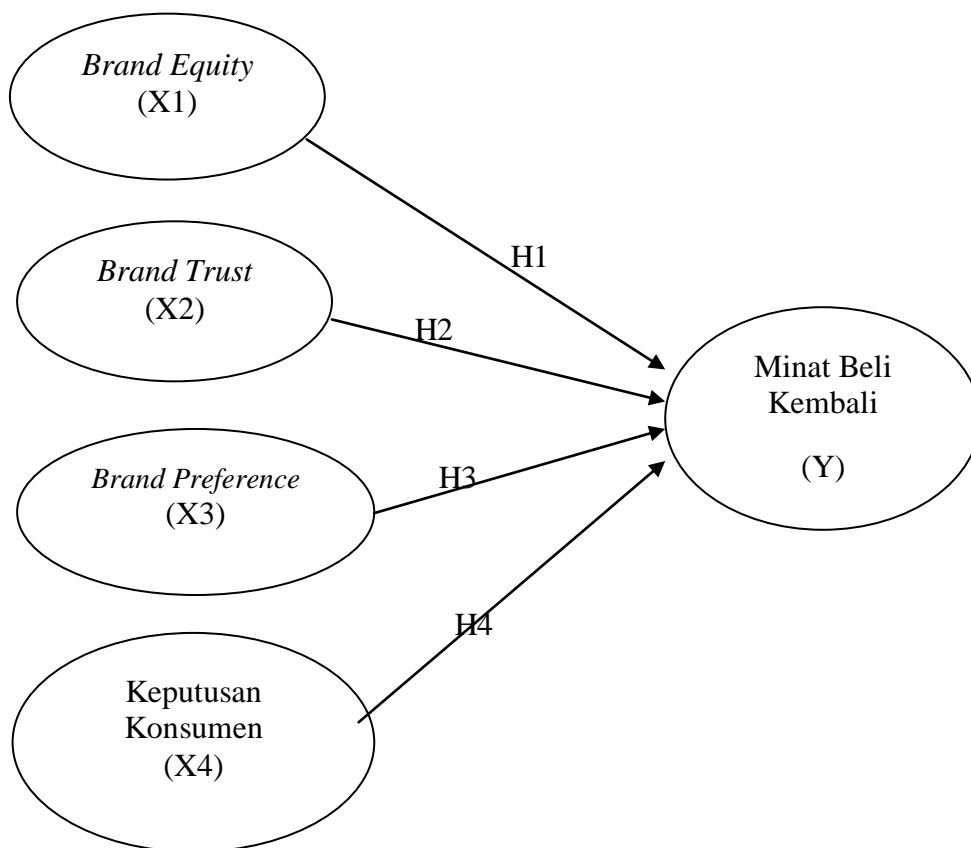 Brand Equity
(X1)
H1
Brand Trust
(X2)
H2
Minat Beli
Kembali
(Y)
Brand Preference
(X3)
H3
H4
Keputusan
Konsumen
(X4)